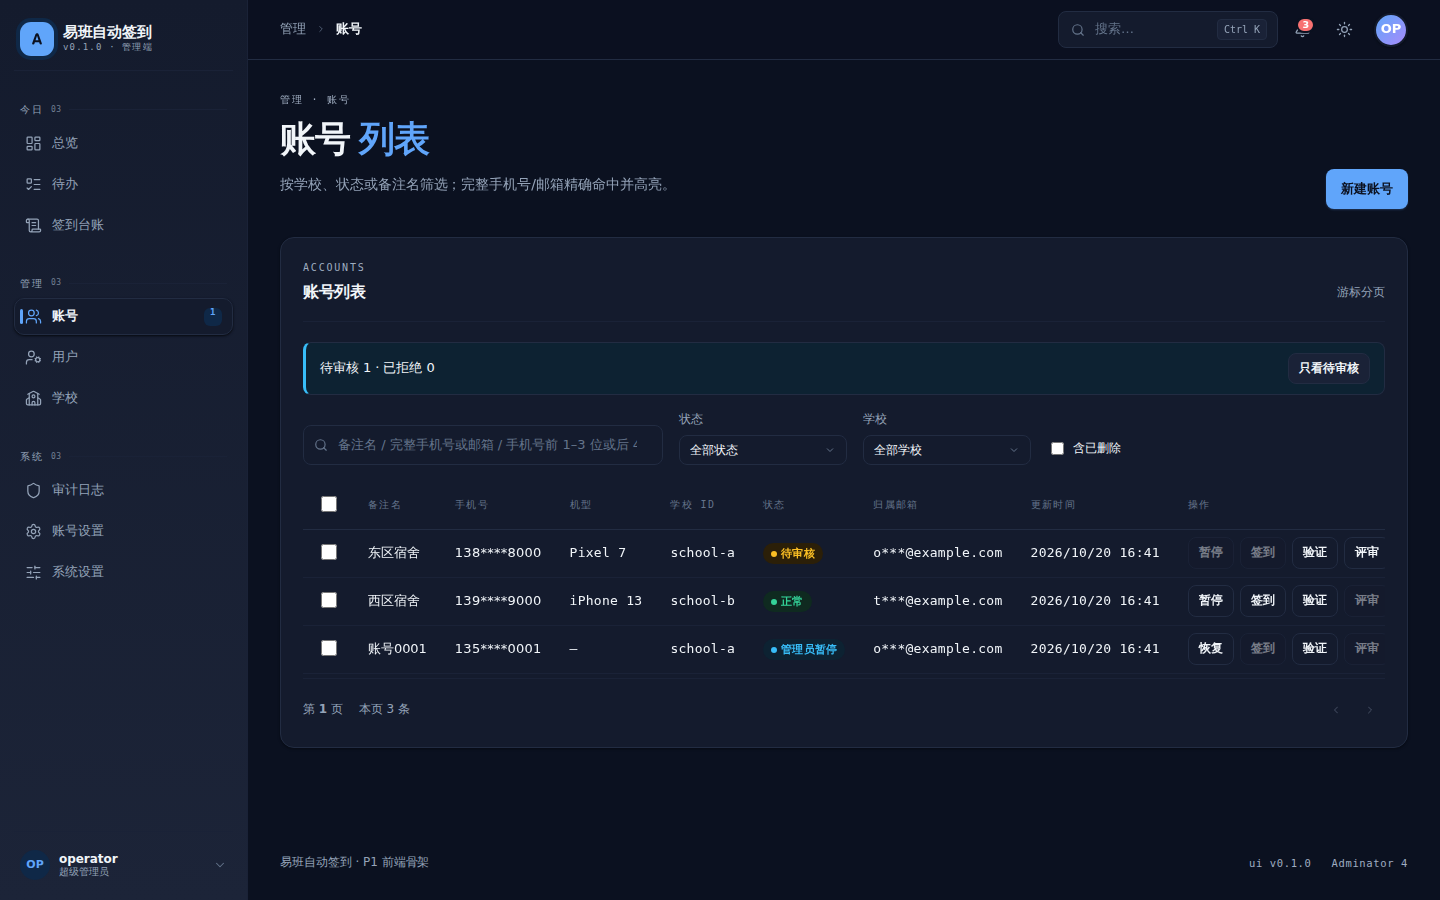 A
易班自动签到
v0.1.0 · 管理端
今日 03
总览
待办
签到台账
管理 03
账号 1
用户
学校
系统 03
审计日志
账号设置
系统设置
OP
operator
超级管理员
管理 › 账号
搜索… Ctrl K
3
OP
管理 · 账号
账号 列表
按学校、状态或备注名筛选；完整手机号/邮箱精确命中并高亮。
新建账号
ACCOUNTS
账号列表
游标分页
待审核 1 · 已拒绝 0
只看待审核
状态 学校
备注名 / 完整手机号或邮箱 / 手机号前 1–3 位或后 全部状态 全部学校 含已删除
备注名 手机号 机型 学校 ID 状态 归属邮箱 更新时间 操作
东区宿舍 138****8000 Pixel 7 school-a 待审核 o***@example.com 2026/10/20 16:41 暂停 签到 验证 评审
西区宿舍 139****9000 iPhone 13 school-b 正常 t***@example.com 2026/10/20 16:41 暂停 签到 验证 评审
账号0001 135****0001 — school-a 管理员暂停 o***@example.com 2026/10/20 16:41 恢复 签到 验证 评审
第 1 页 本页 3 条
易班自动签到 · P1 前端骨架
ui v0.1.0 Adminator 4